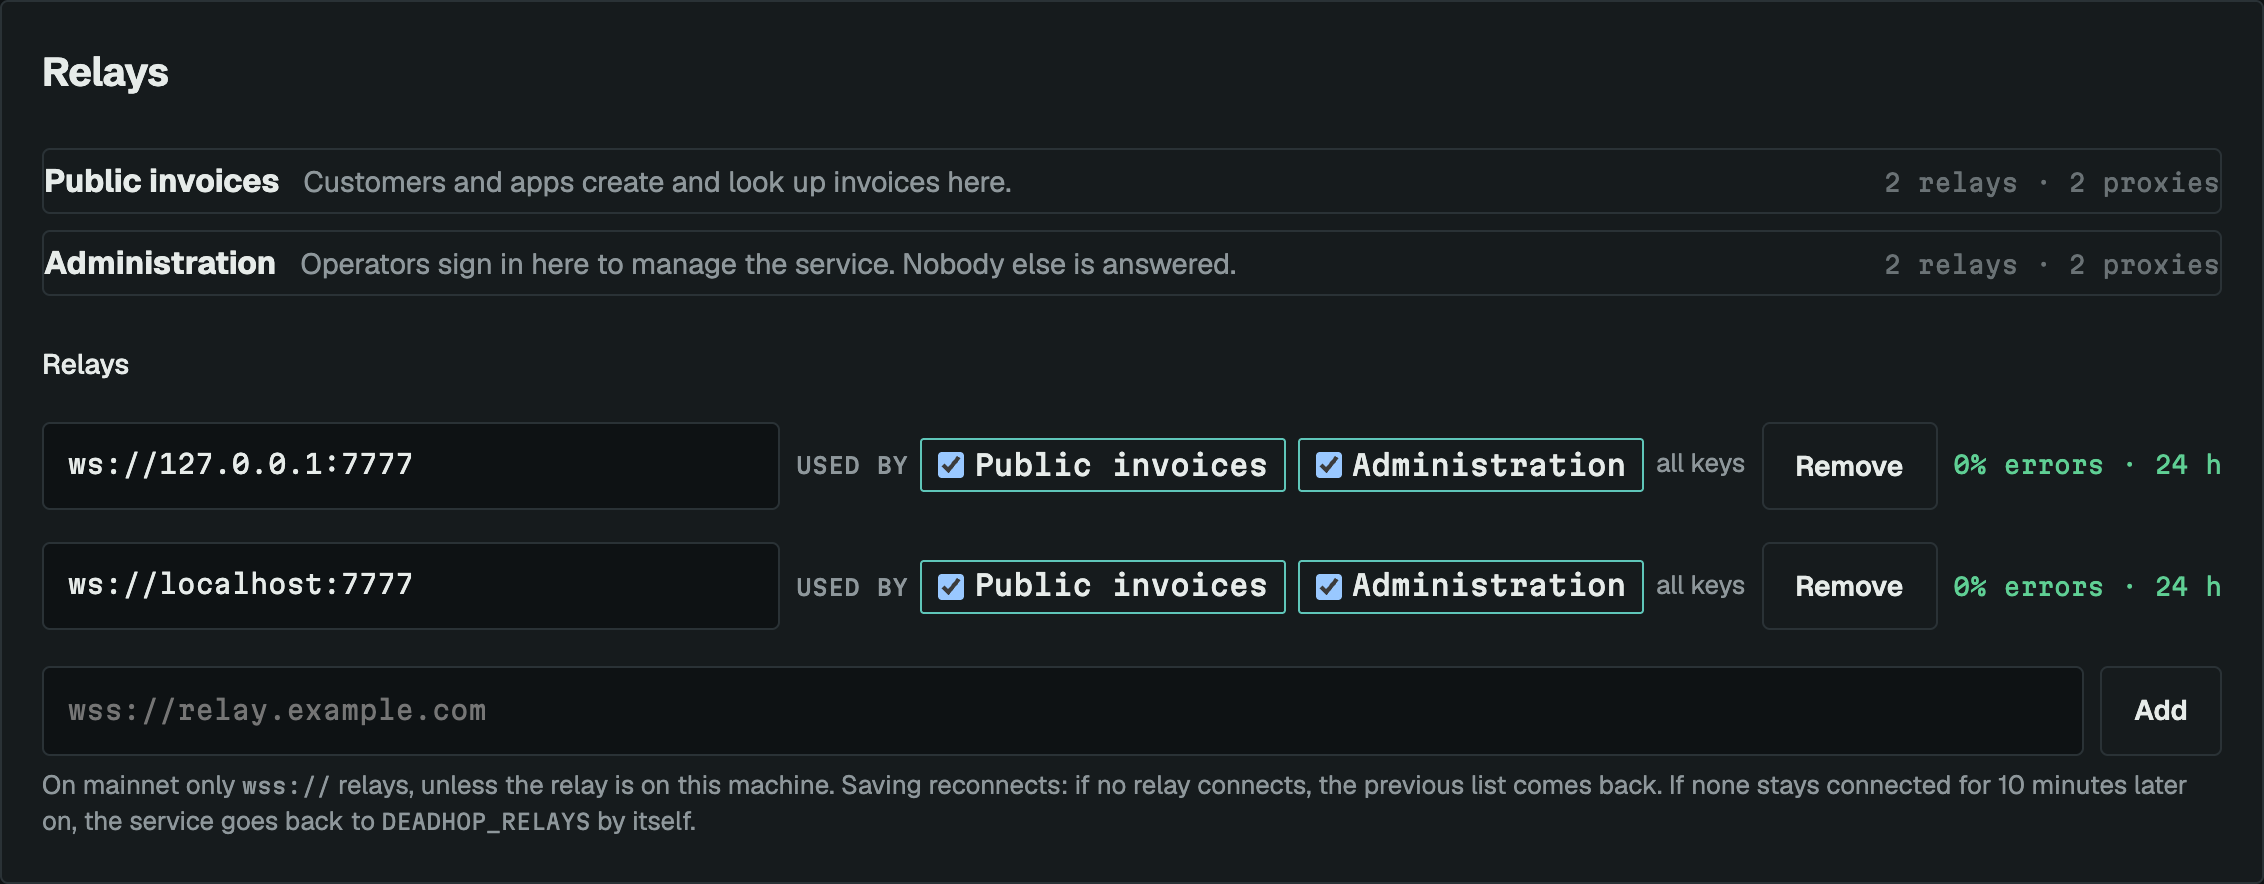 Relays
Public invoices Customers and apps create and look up invoices here. 2 relays · 2 proxies
Administration Operators sign in here to manage the service. Nobody else is answered. 2 relays · 2 proxies
Relays
ws://127.0.0.1:7777 USED BY Public invoices Administration all keys Remove 0% errors · 24 h
ws://localhost:7777 USED BY Public invoices Administration all keys Remove 0% errors · 24 h
wss://relay.example.com Add
On mainnet only wss:// relays, unless the relay is on this machine. Saving reconnects: if no relay connects, the previous list comes back. If none stays connected for 10 minutes later
on, the service goes back to DEADHOP_RELAYS by itself.